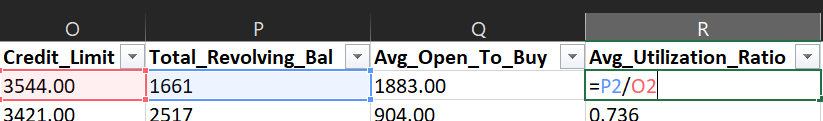 O P Q R
Credit_Limit Total_Revolving_Bal Avg_Open_To_Buy Avg_Utilization_Ratio
3544.00 1661 1883.00 =P2/O2
3421.00 2517 904.00 0.736